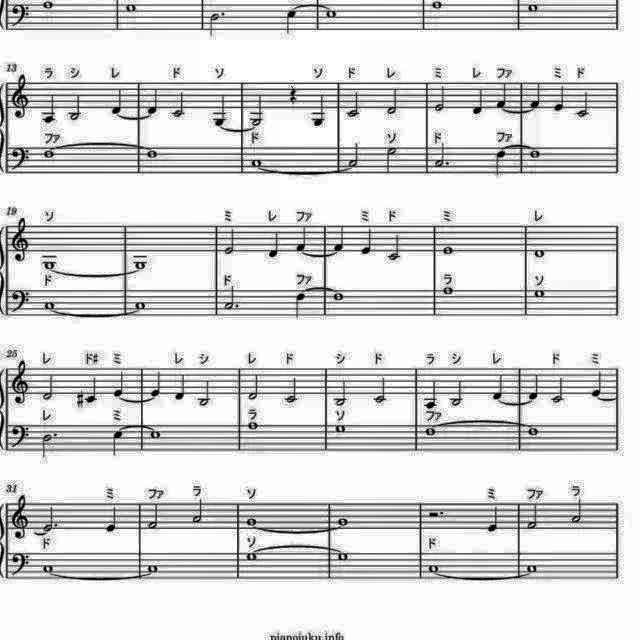 13
ラ シ レ ド ソ ソ ド レ ミ レ ファ ミ ド
ファ ド ソ ド ファ
19
ソ ミ レ ファ ミ ド ミ レ
ド ド ファ ラ ソ
25
レ ド# ミ レ シ レ ド シ ド ラ シ レ ド ミ
レ ミ ラ ソ ファ
31
ミ ファ ラ ソ ミ ファ ラ
ド ソ ド
pianojuku.info